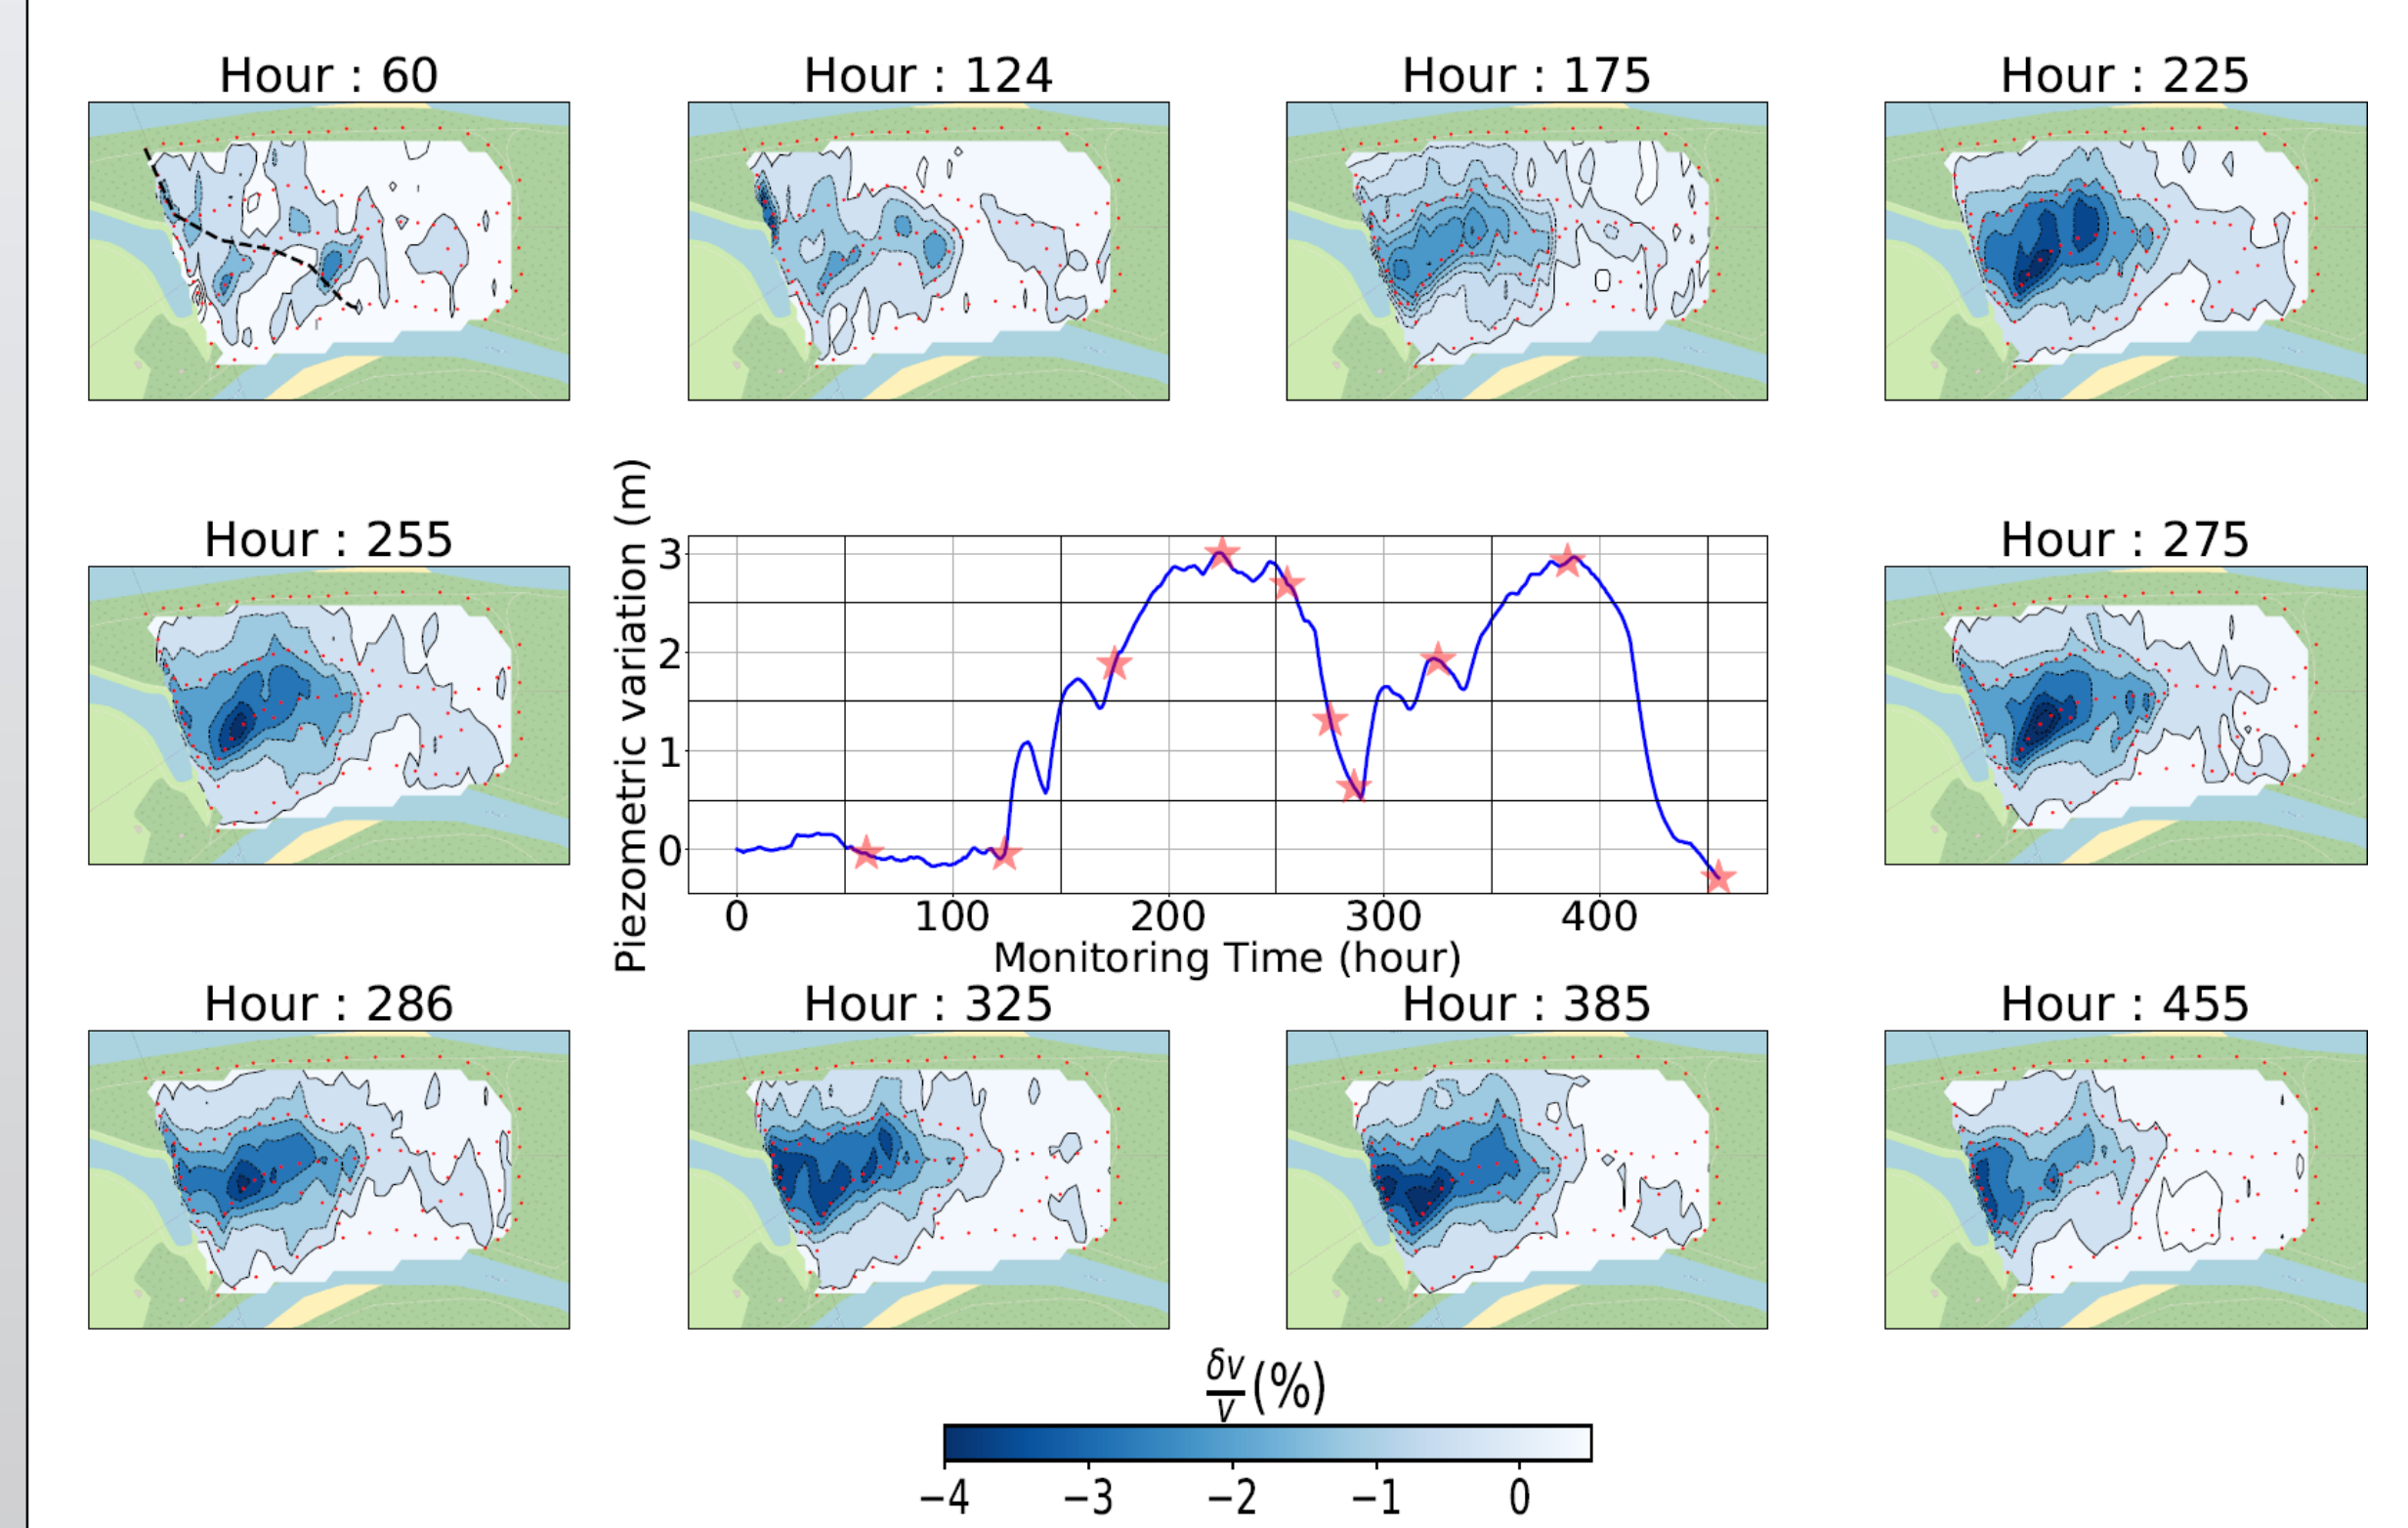 Hour : 60
Hour : 124
Hour : 175
Hour : 225
Hour : 255
Hour : 275
Piezometric variation (m)
3
2
1
0
0 100 200 300 400
Monitoring Time (hour)
Hour : 286
Hour : 325
Hour : 385
Hour : 455
δv/v (%)
−4 −3 −2 −1 0